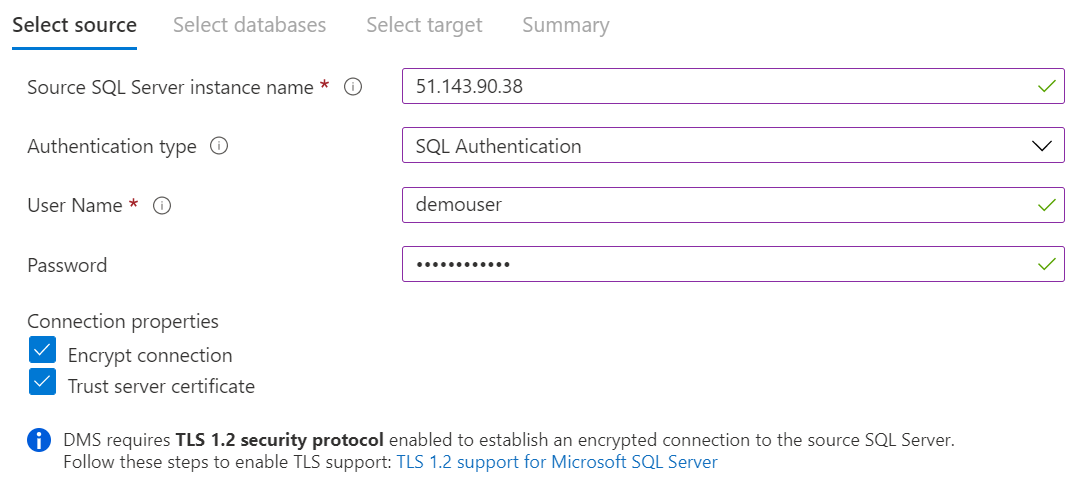 Select source Select databases Select target Summary
Source SQL Server instance name * 51.143.90.38
Authentication type SQL Authentication
User Name * demouser
Password ••••••••••••
Connection properties
Encrypt connection
Trust server certificate
DMS requires TLS 1.2 security protocol enabled to establish an encrypted connection to the source SQL Server.
Follow these steps to enable TLS support: TLS 1.2 support for Microsoft SQL Server